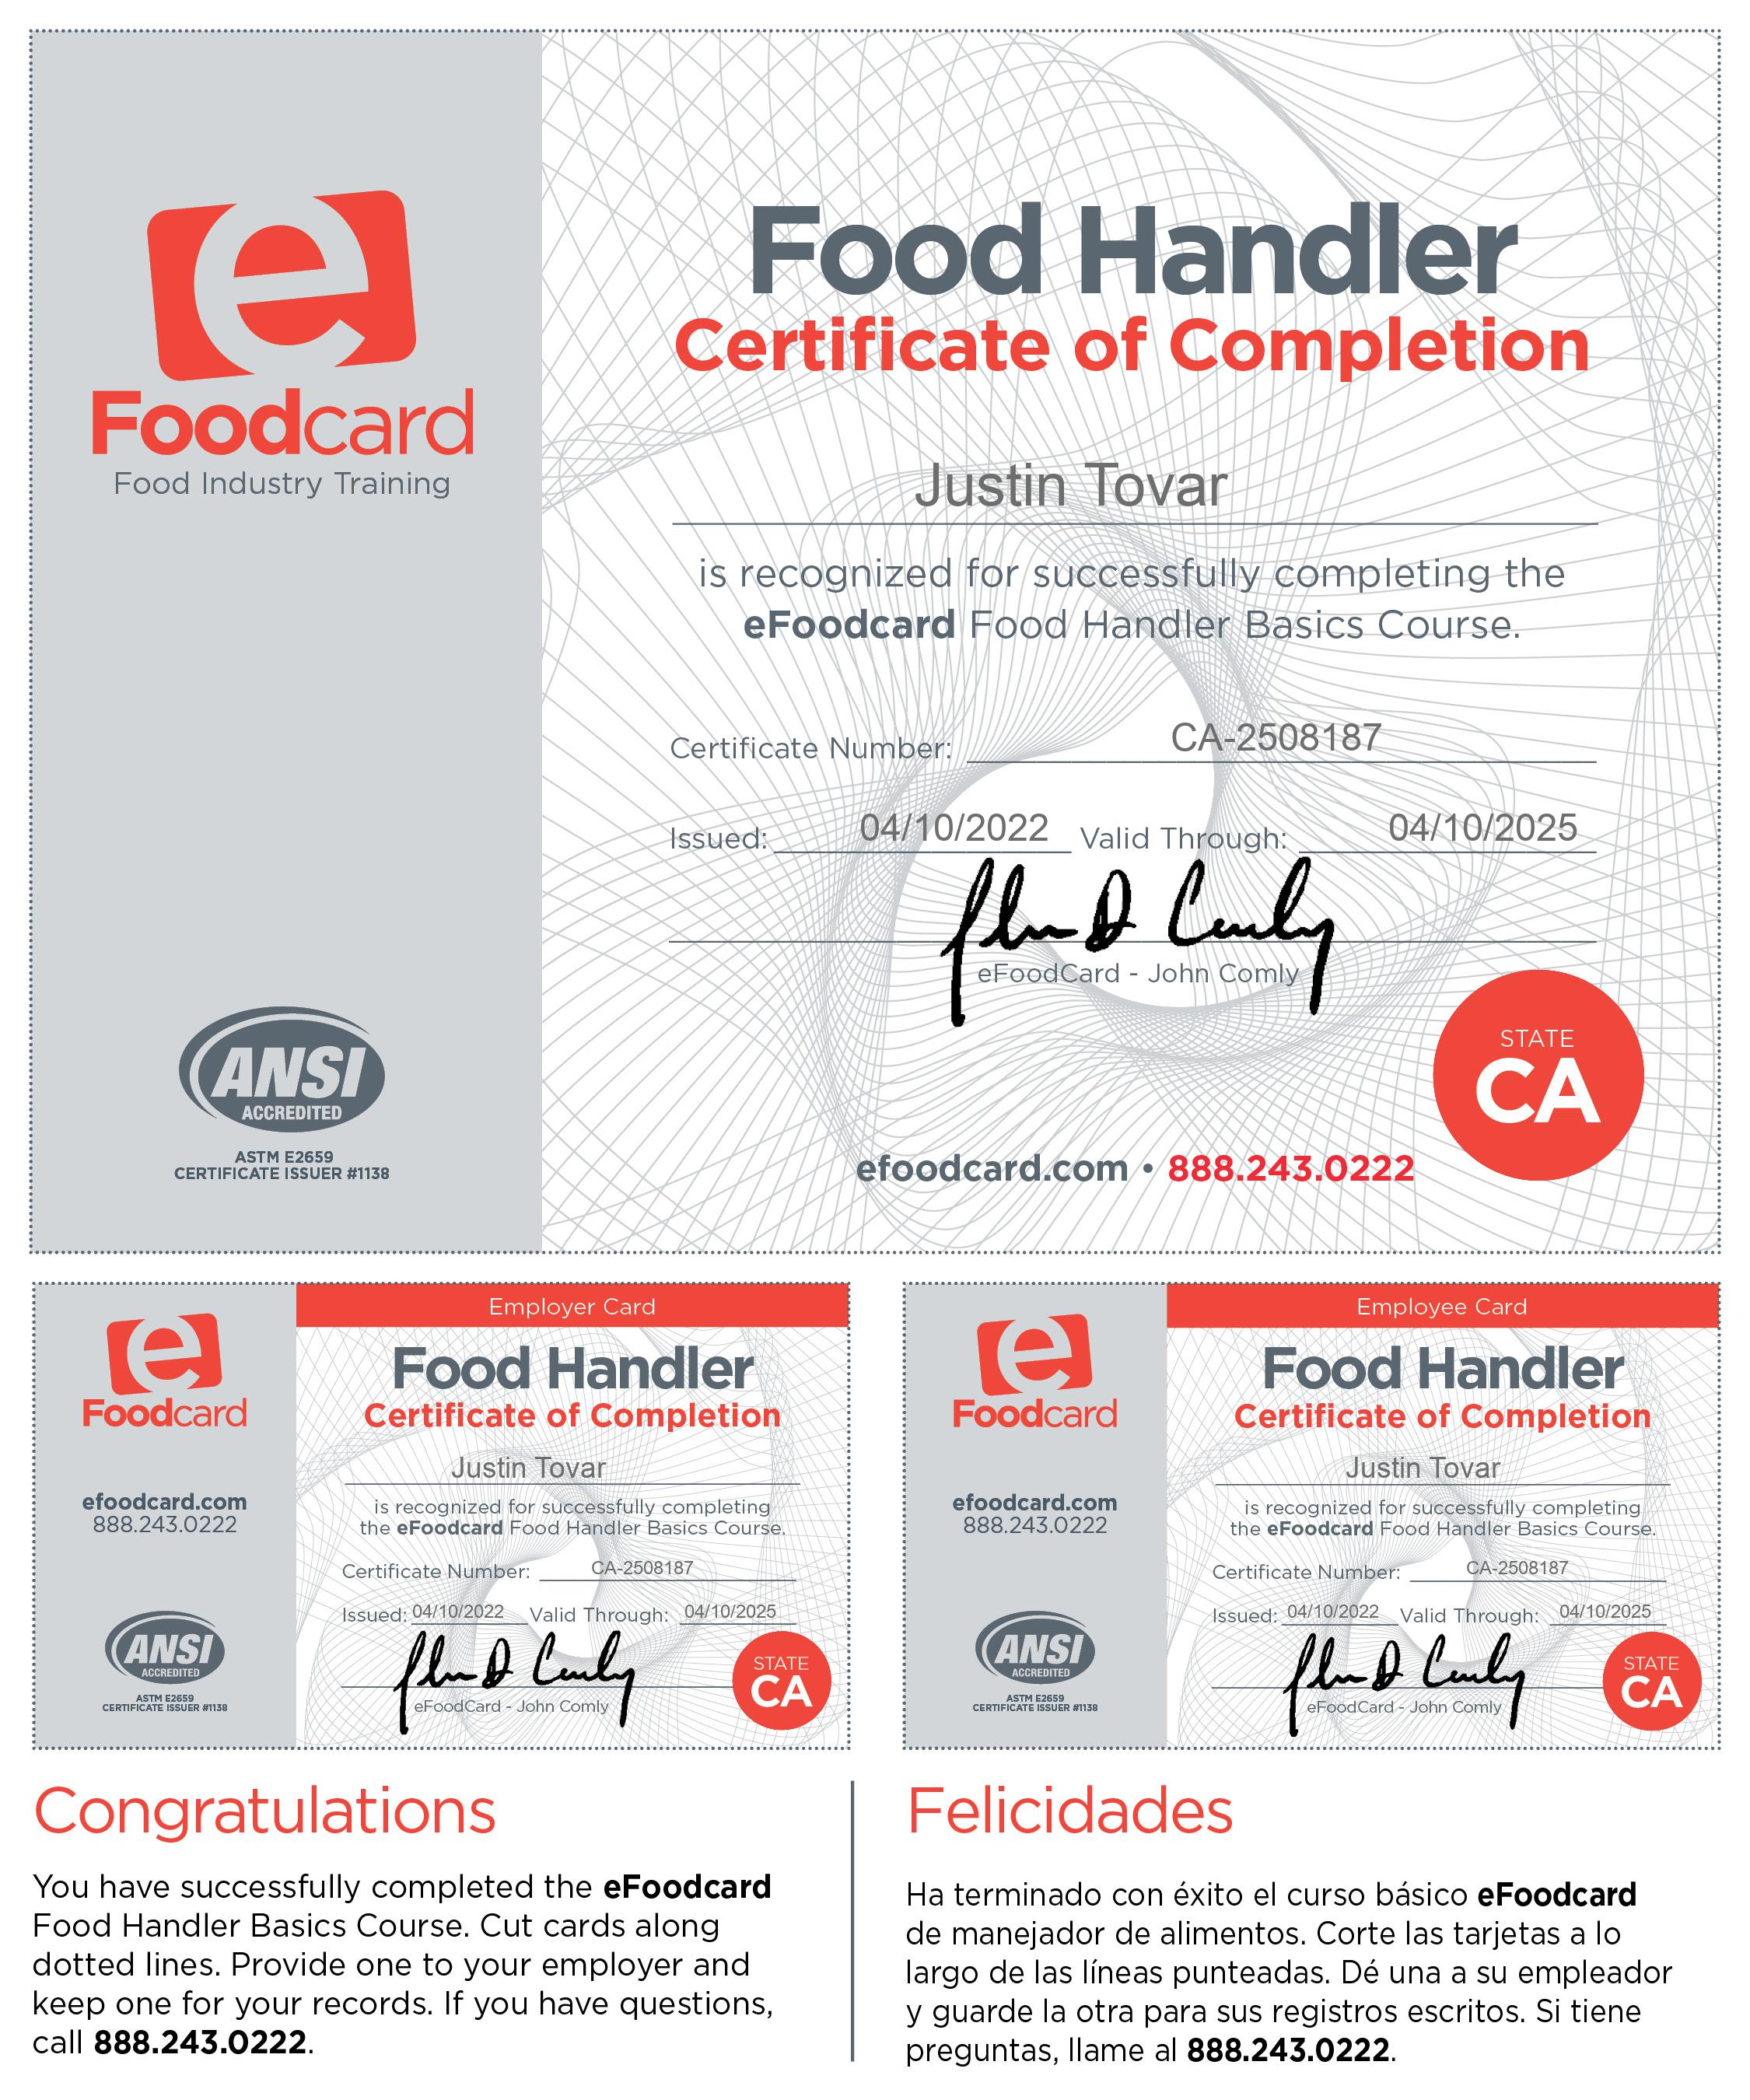 e
Foodcard
Food Industry Training
ANSI
ACCREDITED
ASTM E2659
CERTIFICATE ISSUER #1138
Food Handler
Certificate of Completion
Justin Tovar
is recognized for successfully completing the
eFoodcard Food Handler Basics Course.
Certificate Number: CA-2508187
Issued: 04/10/2022 Valid Through: 04/10/2025
John D Comly
eFoodCard - John Comly
STATE
CA
efoodcard.com • 888.243.0222
e
Foodcard
efoodcard.com
888.243.0222
ANSI
ACCREDITED
ASTM E2659
CERTIFICATE ISSUER #1138
Employer Card
Food Handler
Certificate of Completion
Justin Tovar
is recognized for successfully completing
the eFoodcard Food Handler Basics Course.
Certificate Number: CA-2508187
Issued: 04/10/2022 Valid Through: 04/10/2025
John D Comly
eFoodCard - John Comly
STATE
CA
e
Foodcard
efoodcard.com
888.243.0222
ANSI
ACCREDITED
ASTM E2659
CERTIFICATE ISSUER #1138
Employee Card
Food Handler
Certificate of Completion
Justin Tovar
is recognized for successfully completing
the eFoodcard Food Handler Basics Course.
Certificate Number: CA-2508187
Issued: 04/10/2022 Valid Through: 04/10/2025
John D Comly
eFoodCard - John Comly
STATE
CA
Congratulations
You have successfully completed the eFoodcard
Food Handler Basics Course. Cut cards along
dotted lines. Provide one to your employer and
keep one for your records. If you have questions,
call 888.243.0222.
Felicidades
Ha terminado con éxito el curso básico eFoodcard
de manejador de alimentos. Corte las tarjetas a lo
largo de las líneas punteadas. Dé una a su empleador
y guarde la otra para sus registros escritos. Si tiene
preguntas, llame al 888.243.0222.